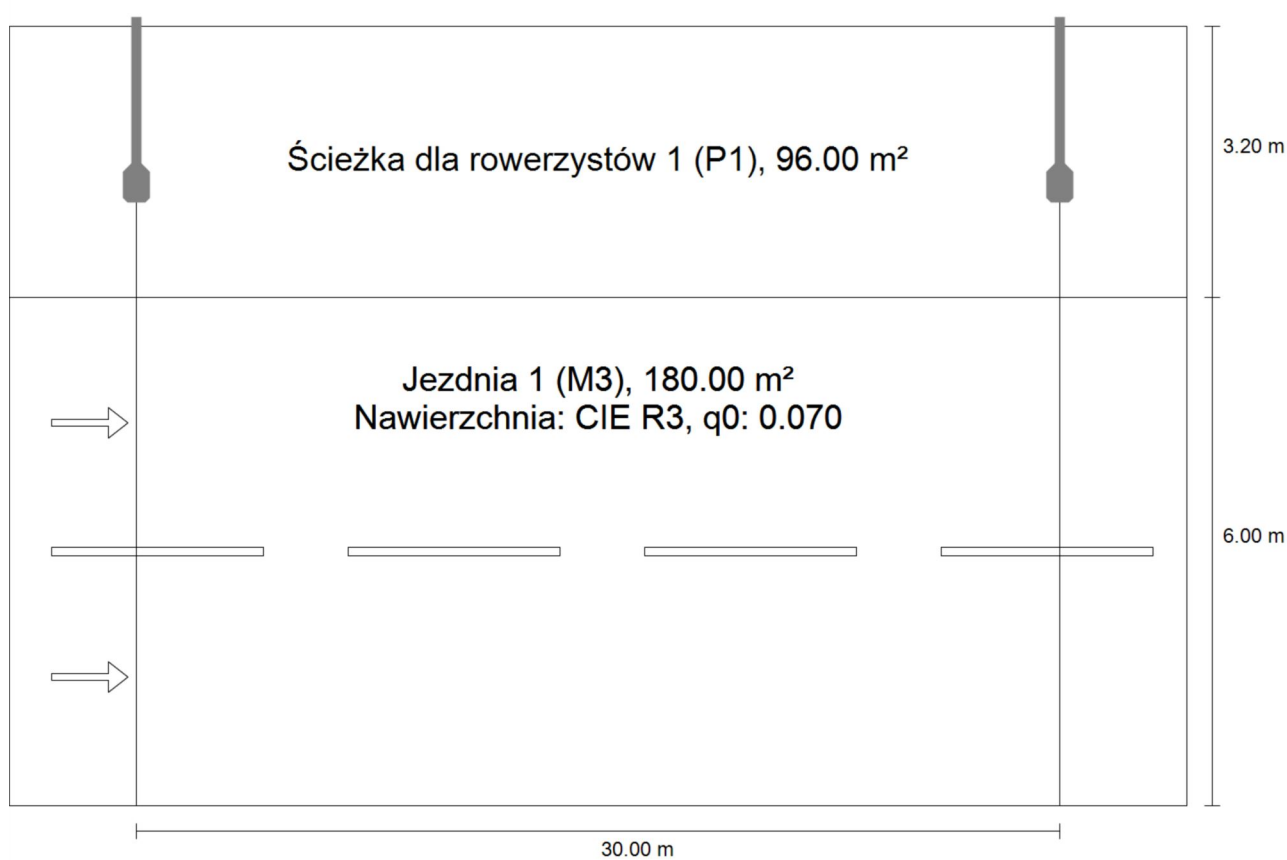 Ścieżka dla rowerzystów 1 (P1), 96.00 m²
3.20 m
Jezdnia 1 (M3), 180.00 m²
Nawierzchnia: CIE R3, q0: 0.070
6.00 m
30.00 m